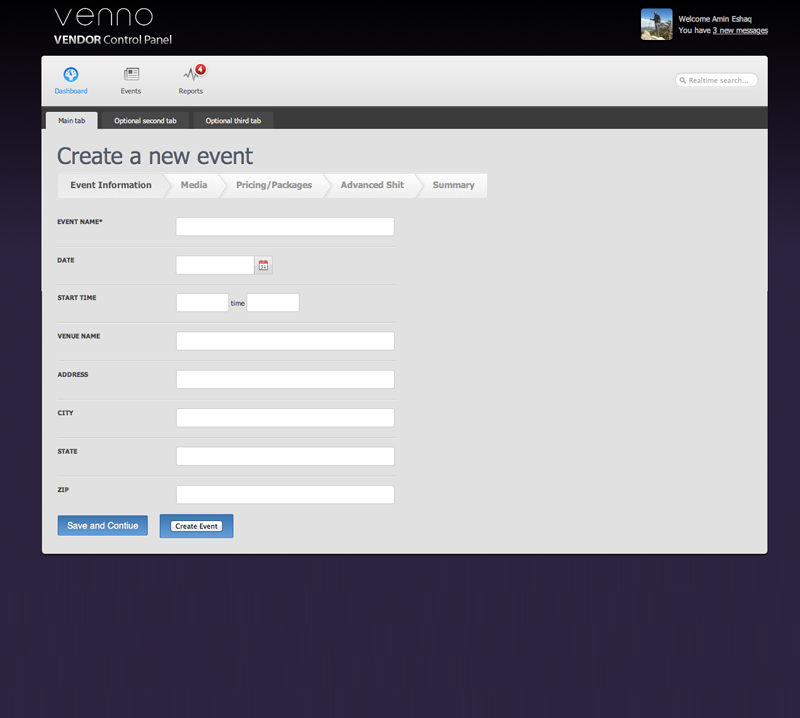 venno
VENDOR Control Panel
Welcome Amin Eshaq
You have 3 new messages
Dashboard
Events
4
Reports
Realtime search...
Main tab
Optional second tab
Optional third tab
Create a new event
Event Information
Media
Pricing/Packages
Advanced Shit
Summary
EVENT NAME*
DATE
31
START TIME
time
VENUE NAME
ADDRESS
CITY
STATE
ZIP
Save and Contiue
Create Event